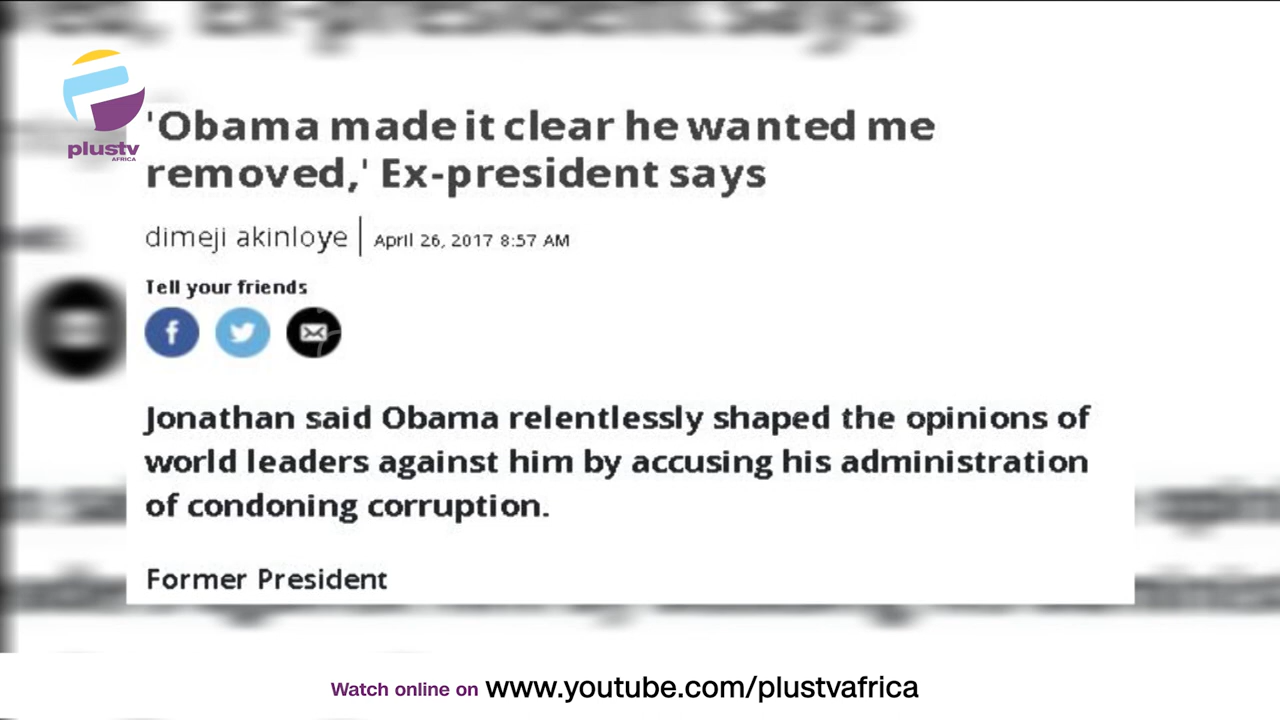 plustv
AFRICA
'Obama made it clear he wanted me
removed,' Ex-president says
dimeji akinloye | April 26, 2017 8:57 AM
Tell your friends
Jonathan said Obama relentlessly shaped the opinions of
world leaders against him by accusing his administration
of condoning corruption.
Former President
Watch online on www.youtube.com/plustvafrica